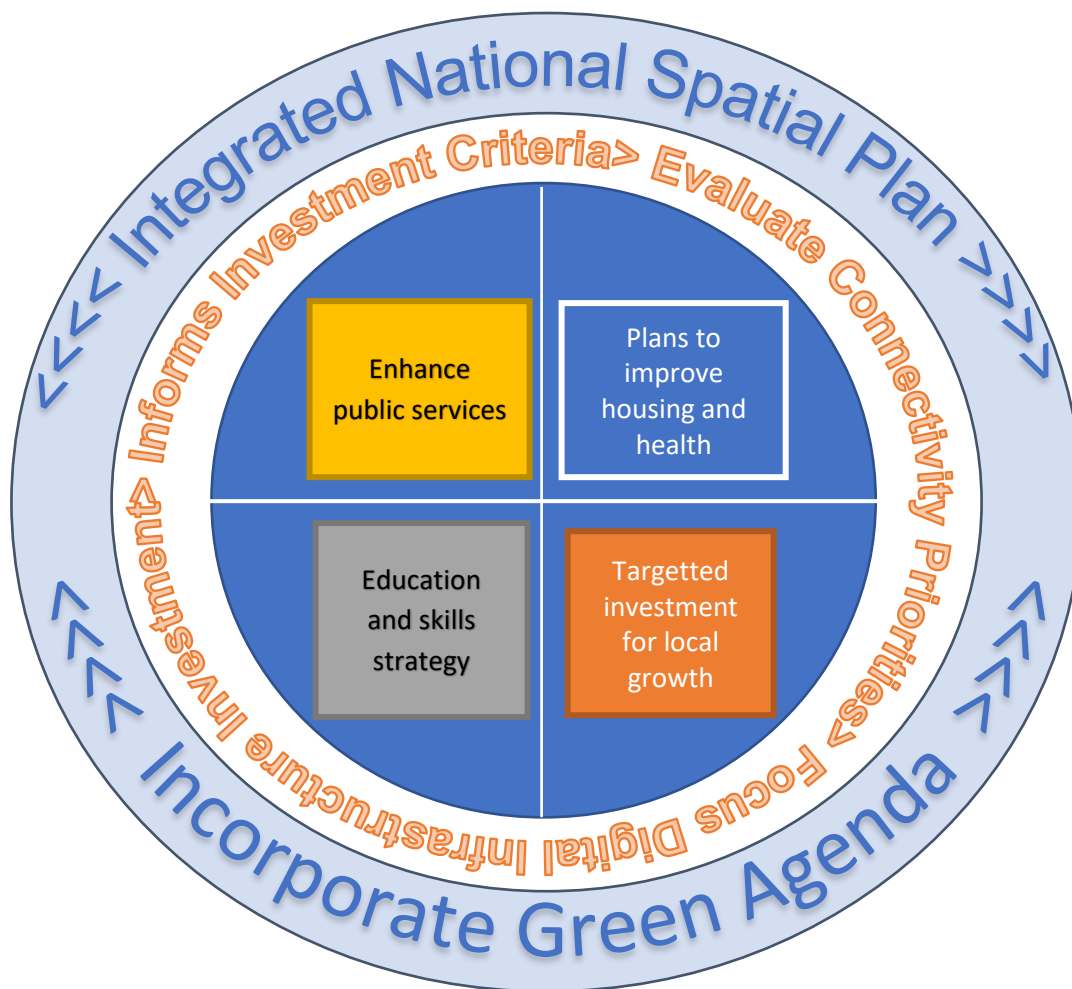 <<<< Integrated National Spatial Plan >>>>
Informs Investment Criteria> Evaluate Connectivity Priorities> Focus Digital Infrastructure Investment>
Enhance
public services
Plans to
improve
housing and
health
Education
and skills
strategy
Targetted
investment
for local
growth
<<<< Incorporate Green Agenda >>>>